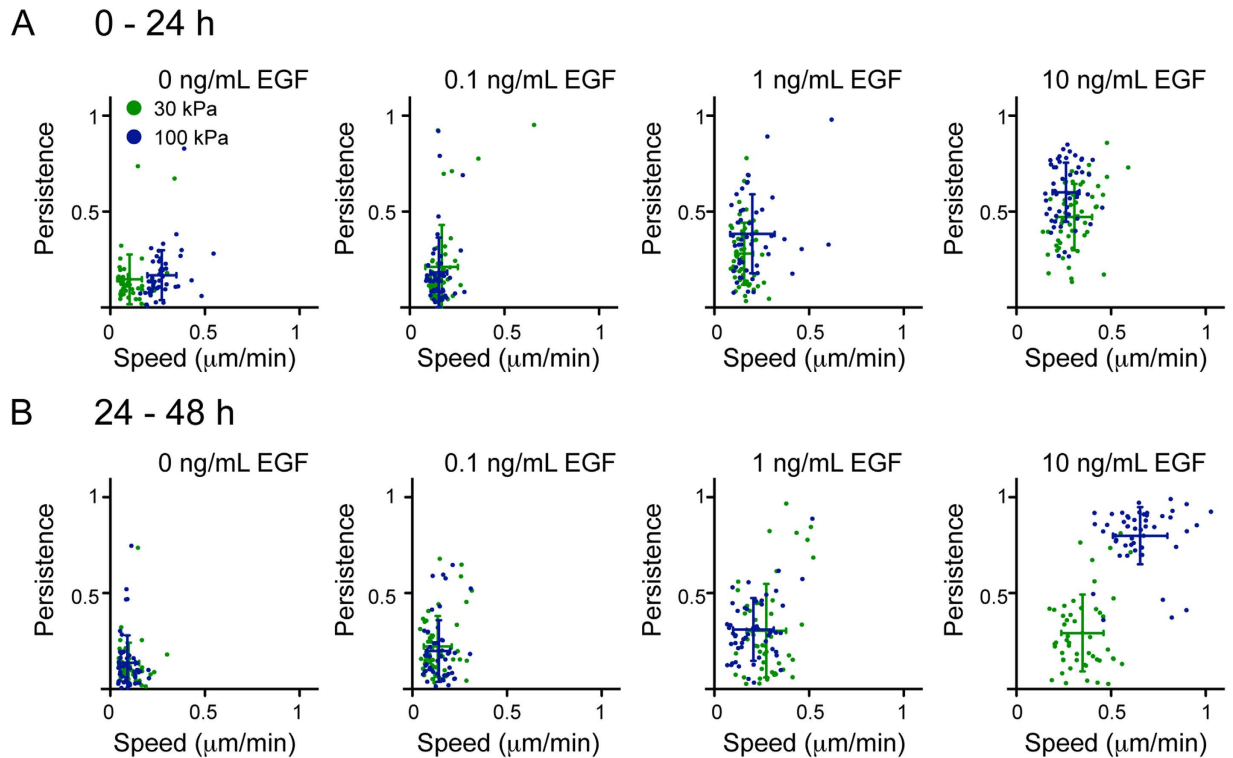 A 0 - 24 h
0 ng/mL EGF
30 kPa
100 kPa
1
0.5
Persistence
0 0.5 1
Speed (μm/min)
0.1 ng/mL EGF
1
0.5
Persistence
0 0.5 1
Speed (μm/min)
1 ng/mL EGF
1
0.5
Persistence
0 0.5 1
Speed (μm/min)
10 ng/mL EGF
1
0.5
Persistence
0 0.5 1
Speed (μm/min)
B 24 - 48 h
0 ng/mL EGF
1
0.5
Persistence
0 0.5 1
Speed (μm/min)
0.1 ng/mL EGF
1
0.5
Persistence
0 0.5 1
Speed (μm/min)
1 ng/mL EGF
1
0.5
Persistence
0 0.5 1
Speed (μm/min)
10 ng/mL EGF
1
0.5
Persistence
0 0.5 1
Speed (μm/min)